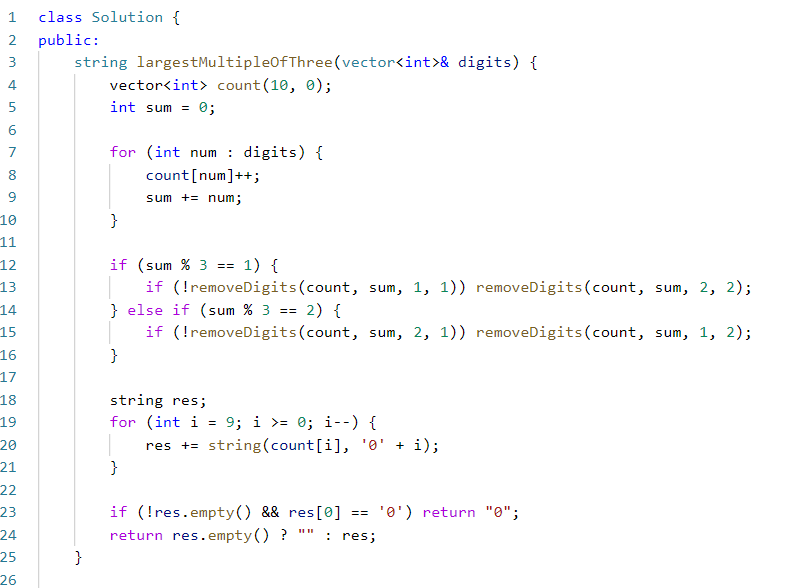 1 class Solution {
2 public:
3     string largestMultipleOfThree(vector<int>& digits) {
4         vector<int> count(10, 0);
5         int sum = 0;
6
7         for (int num : digits) {
8             count[num]++;
9             sum += num;
10         }
11
12         if (sum % 3 == 1) {
13             if (!removeDigits(count, sum, 1, 1)) removeDigits(count, sum, 2, 2);
14         } else if (sum % 3 == 2) {
15             if (!removeDigits(count, sum, 2, 1)) removeDigits(count, sum, 1, 2);
16         }
17
18         string res;
19         for (int i = 9; i >= 0; i--) {
20             res += string(count[i], '0' + i);
21         }
22
23         if (!res.empty() && res[0] == '0') return "0";
24         return res.empty() ? "" : res;
25     }
26